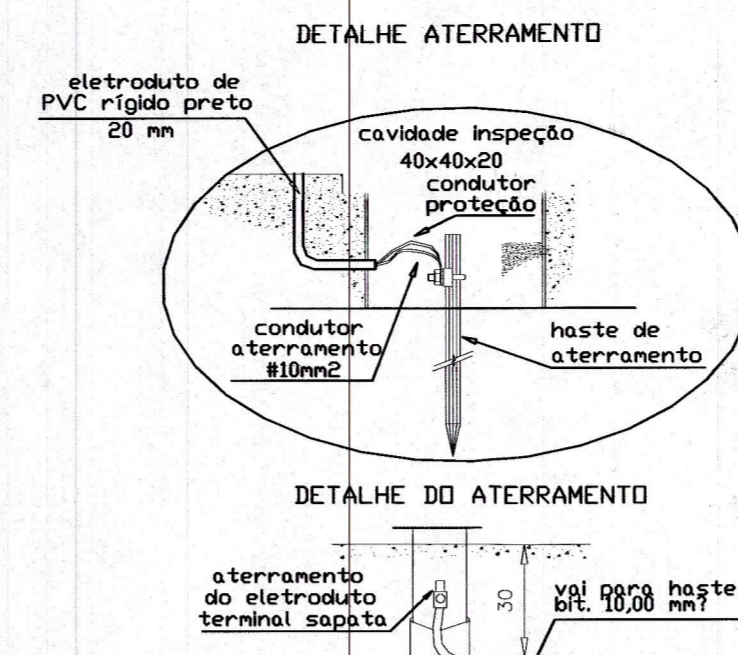 DETALHE ATERRAMENTO
eletroduto de
PVC rígido preto
20 mm
cavidade inspeção
40x40x20
condutor
proteção
condutor
aterramento
#10mm2
haste de
aterramento
DETALHE DO ATERRAMENTO
aterramento
do eletroduto
terminal sapata
30
vai para haste
bit. 10,00 mm?